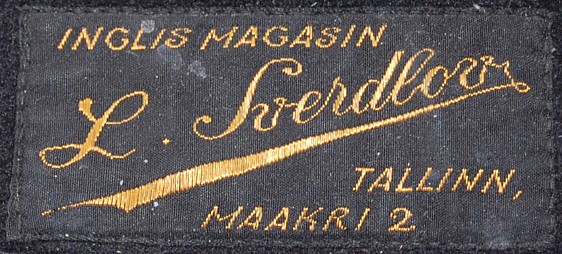 INGLIS MAGASIN
L. Sverdlov
TALLINN,
MAAKRI 2